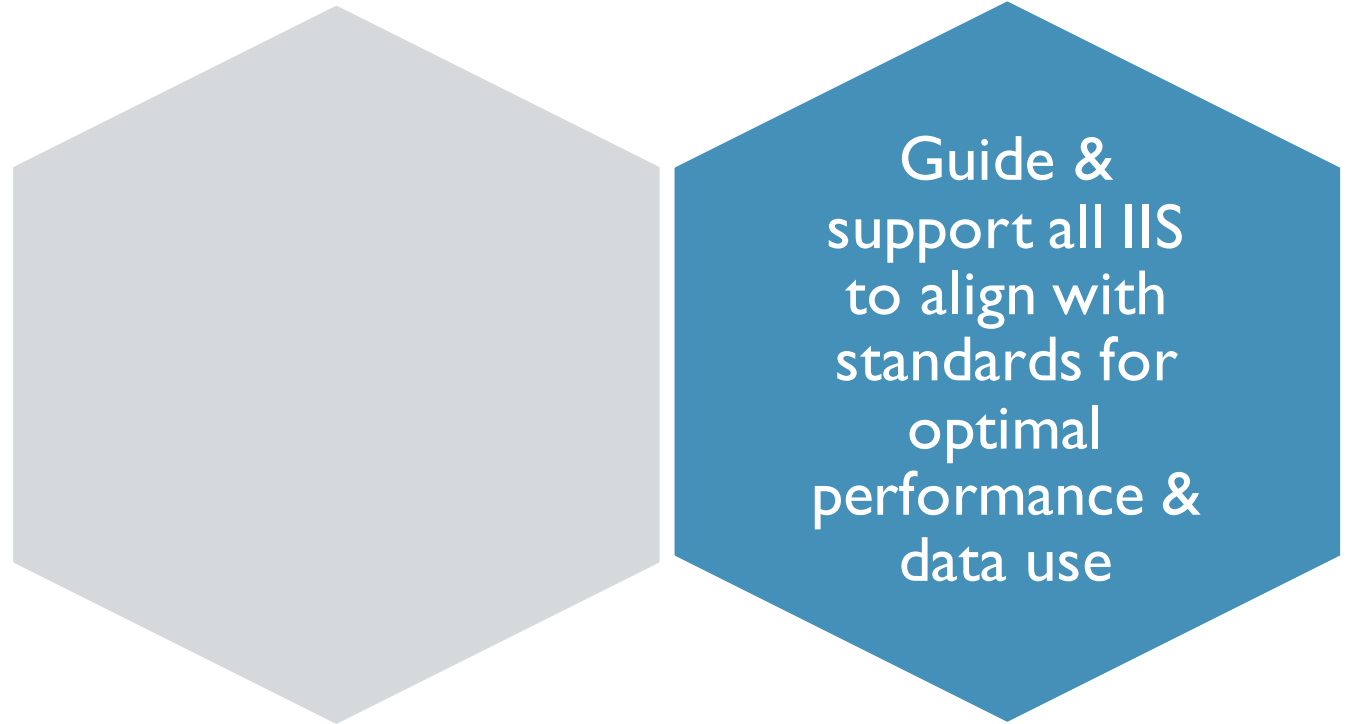 Guide &
support all IIS
to align with
standards for
optimal
performance &
data use